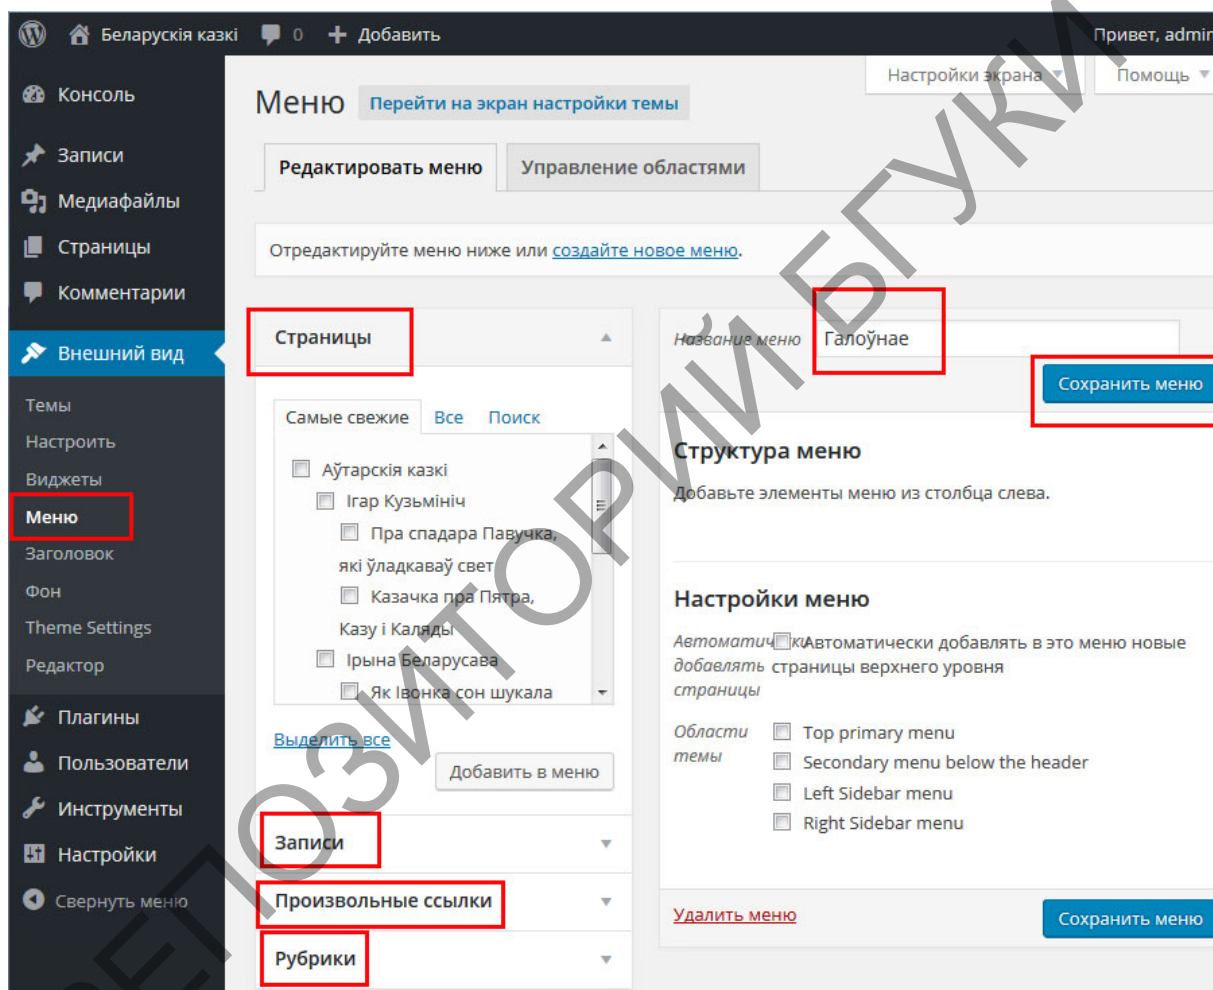 Беларускія казкі 0 Добавить Привет, admin
Настройки экрана Помощь
Консоль
Записи
Медиафайлы
Страницы
Комментарии
Внешний вид
Темы
Настроить
Виджеты
Меню
Заголовок
Фон
Theme Settings
Редактор
Плагины
Пользователи
Инструменты
Настройки
Свернуть меню
Меню Перейти на экран настройки темы
Редактировать меню Управление областями
Отредактируйте меню ниже или создайте новое меню.
Страницы
Самые свежие Все Поиск
Аўтарскія казкі
Ігар Кузьмініч
Пра спадара Павучка,
які ўладкаваў свет
Казачка пра Пятра,
Казу і Каляды
Ірына Беларусава
Як Івонка сон шукала
Выделить все
Добавить в меню
Записи
Произвольные ссылки
Рубрики
Название меню Галоўнае
Сохранить меню
Структура меню
Добавьте элементы меню из столбца слева.
Настройки меню
Автоматически
добавлять
страницы
Автоматически добавлять в это меню новые
страницы верхнего уровня
Области
темы
Top primary menu
Secondary menu below the header
Left Sidebar menu
Right Sidebar menu
Удалить меню
Сохранить меню
РЕПОЗИТОРИЙ БГУКИ